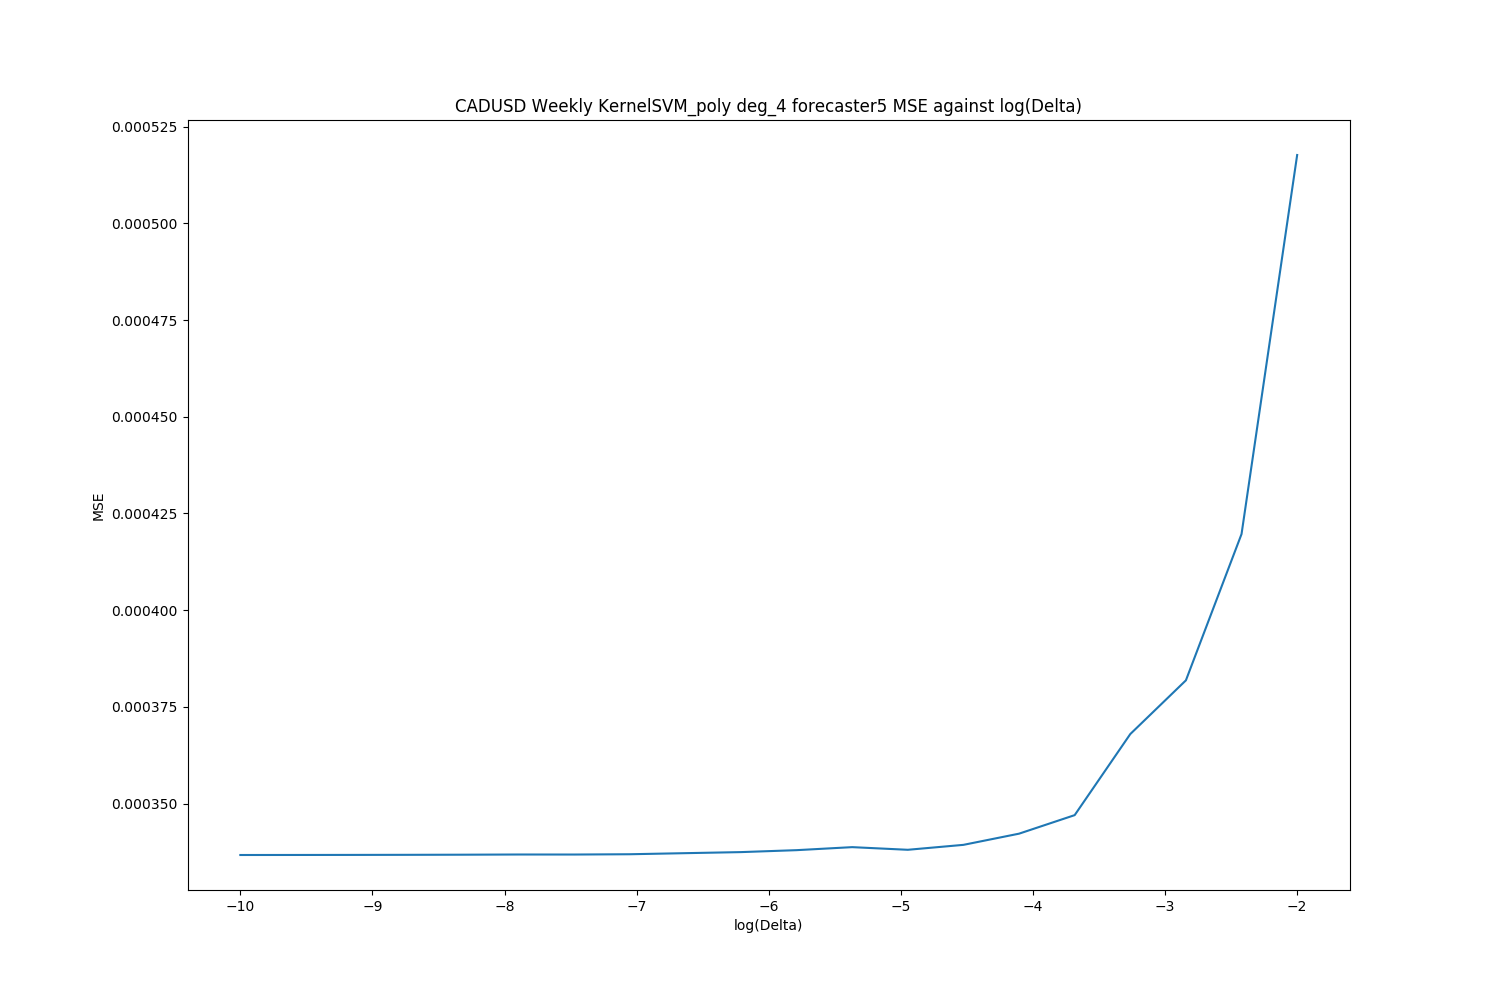 CADUSD Weekly KernelSVM_poly deg_4 forecaster5 MSE against log(Delta)
0.000525
0.000500
0.000475
0.000450
0.000425
0.000400
0.000375
0.000350
MSE
−10 −9 −8 −7 −6 −5 −4 −3 −2
log(Delta)